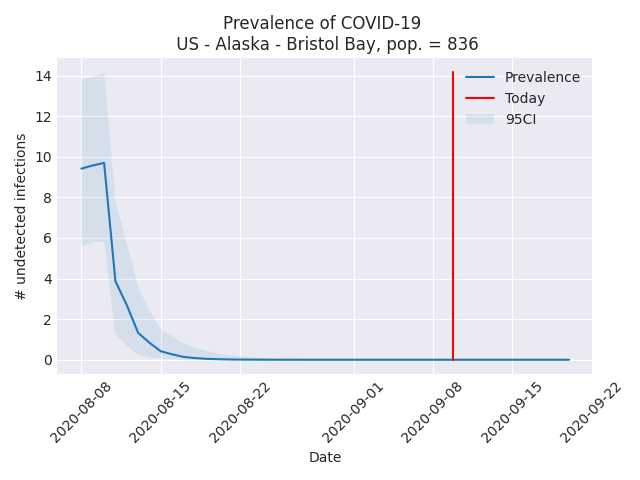 Prevalence of COVID-19
US - Alaska - Bristol Bay, pop. = 836
Prevalence
Today
95CI
14
12
10
8
6
4
2
0
# undetected infections
2020-08-08
2020-08-15
2020-08-22
2020-09-01
2020-09-08
2020-09-15
2020-09-22
Date